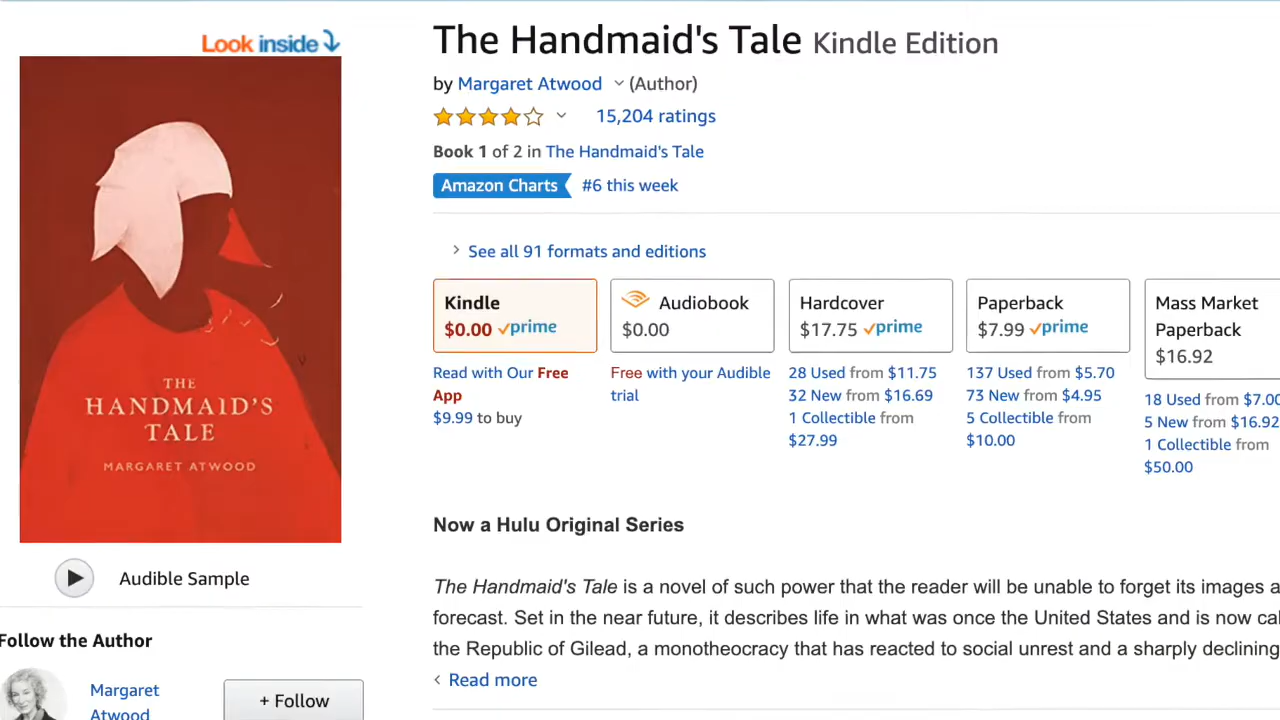 Look inside
THE
HANDMAID'S
TALE
MARGARET ATWOOD
Audible Sample
Follow the Author
Margaret
Atwood
+ Follow
The Handmaid's Tale Kindle Edition
by Margaret Atwood (Author)
15,204 ratings
Book 1 of 2 in The Handmaid's Tale
Amazon Charts #6 this week
See all 91 formats and editions
Kindle
$0.00 prime
Read with Our Free
App
$9.99 to buy
Audiobook
$0.00
Free with your Audible
trial
Hardcover
$17.75 prime
28 Used from $11.75
32 New from $16.69
1 Collectible from
$27.99
Paperback
$7.99 prime
137 Used from $5.70
73 New from $4.95
5 Collectible from
$10.00
Mass Market
Paperback
$16.92
18 Used from $7.00
5 New from $16.92
1 Collectible from
$50.00
Now a Hulu Original Series
The Handmaid's Tale is a novel of such power that the reader will be unable to forget its images a
forecast. Set in the near future, it describes life in what was once the United States and is now cal
the Republic of Gilead, a monotheocracy that has reacted to social unrest and a sharply declining
Read more